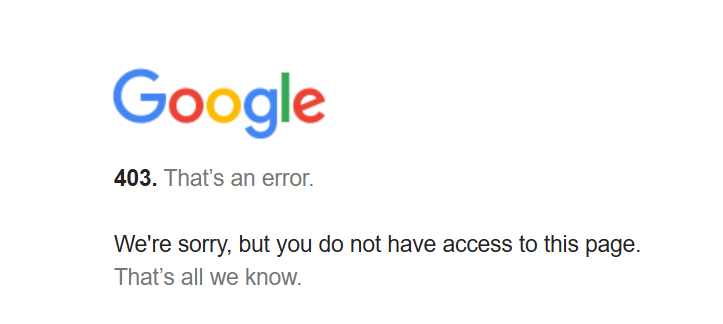 Google
403. That’s an error.
We're sorry, but you do not have access to this page.
That’s all we know.